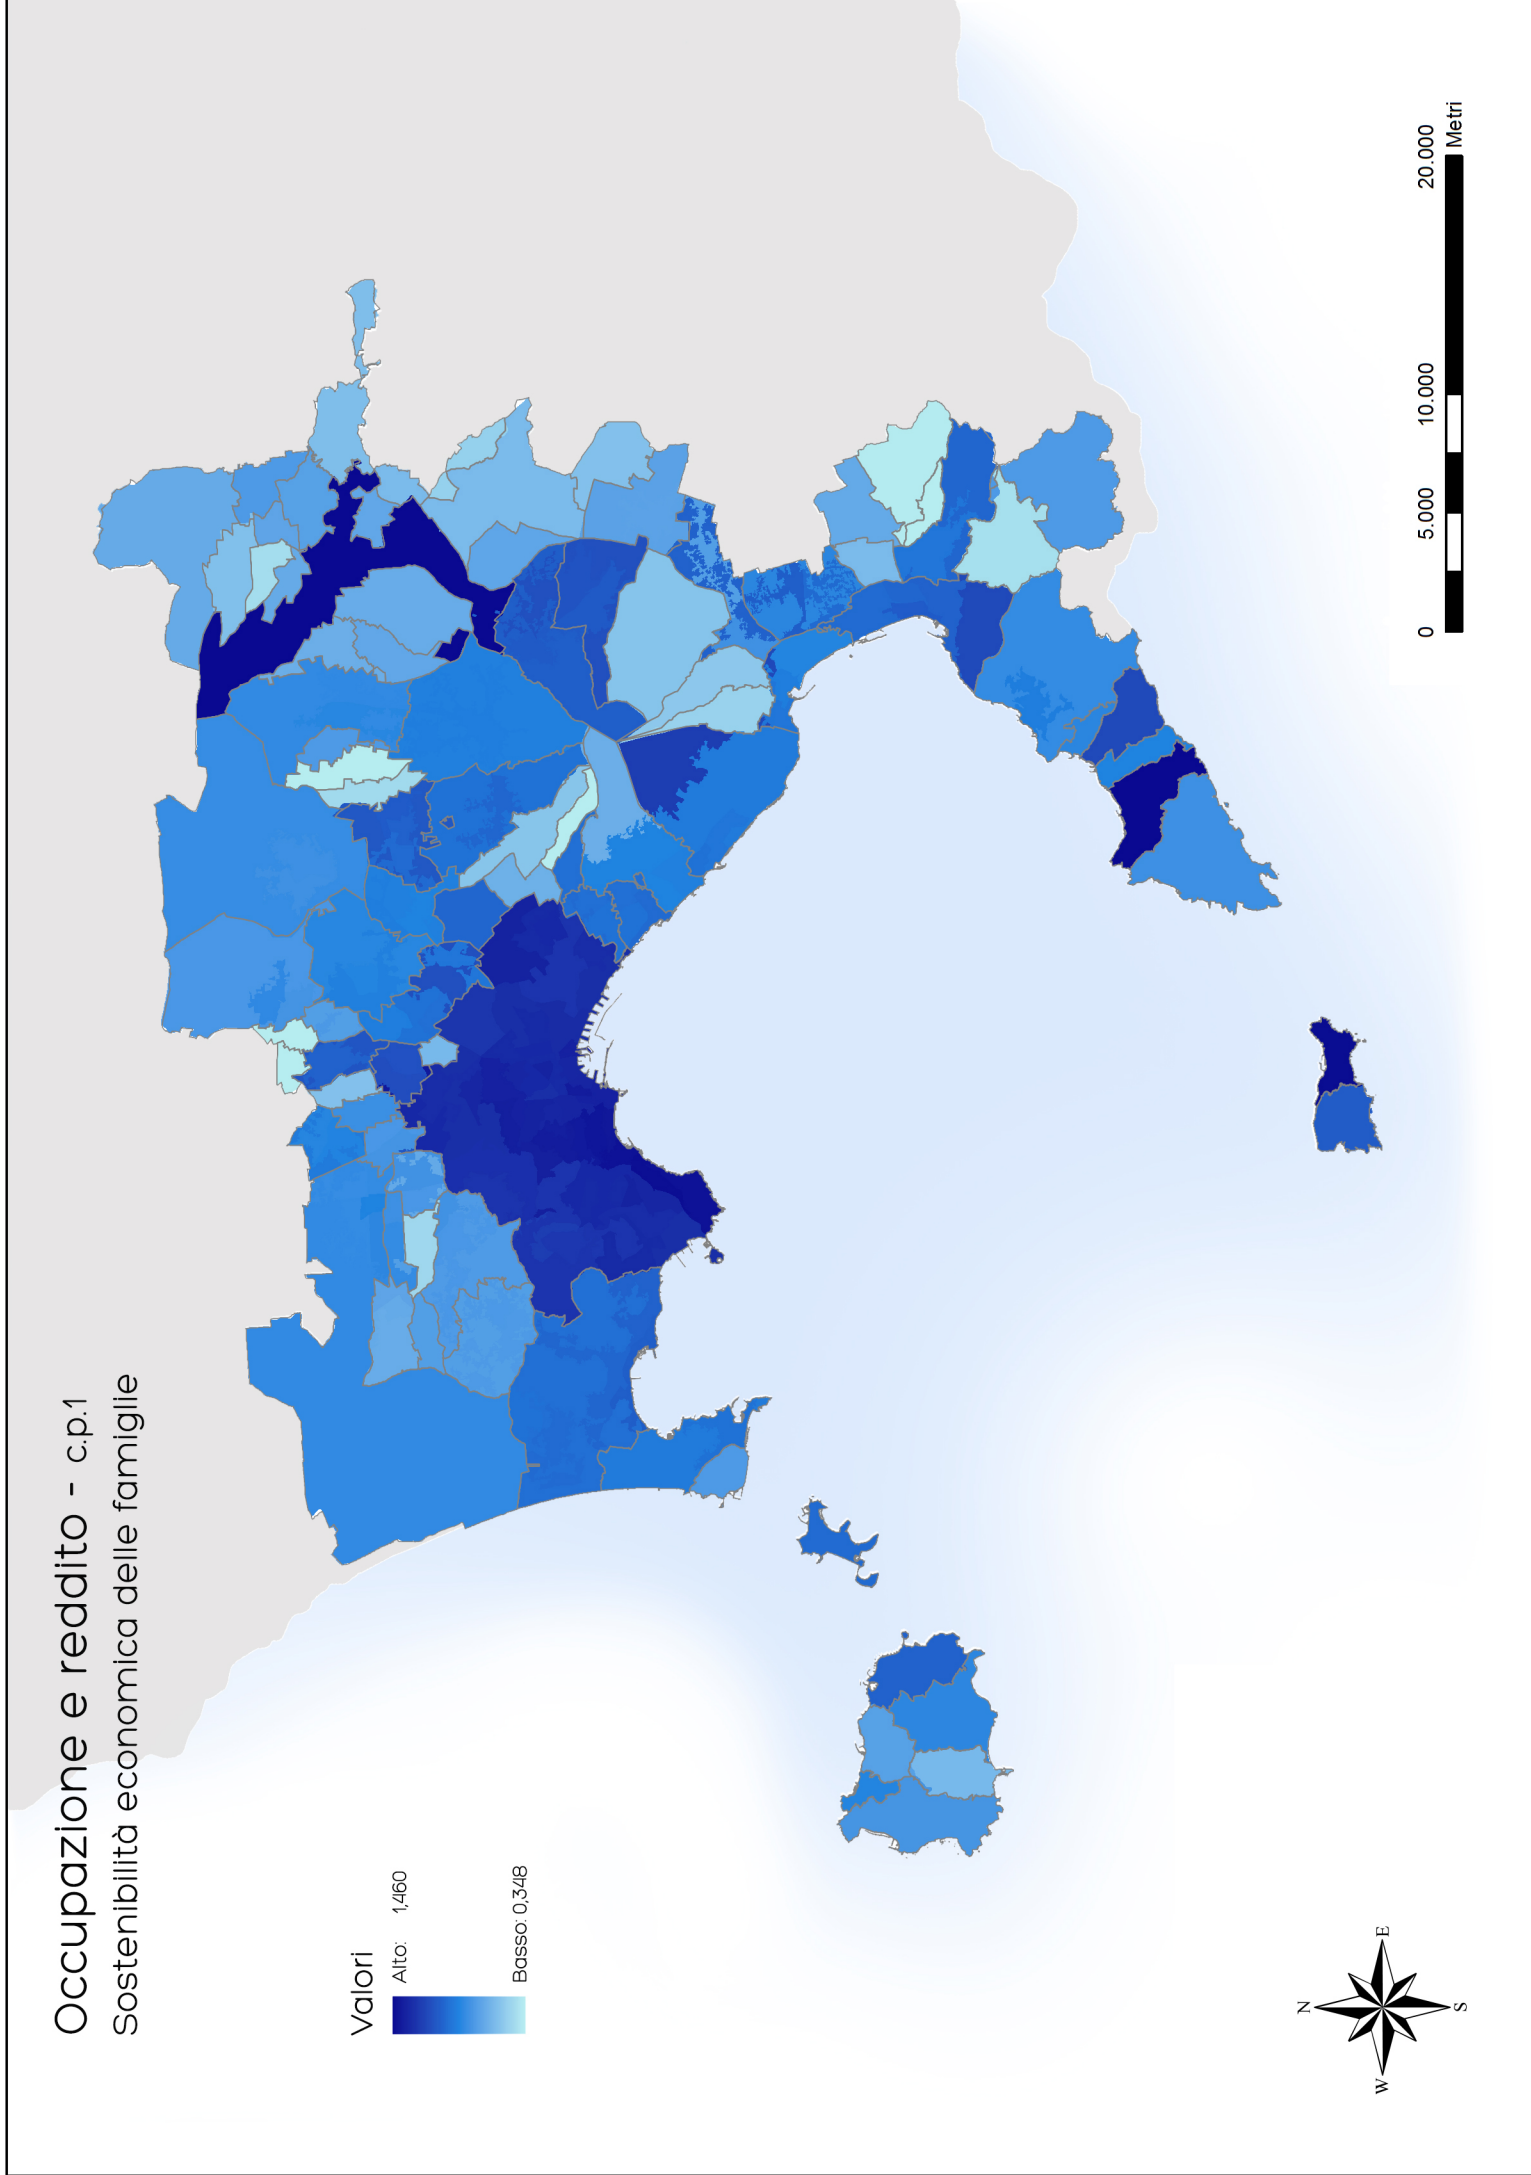 Occupazione e reddito - c.p.1
Sostenibilità economica delle famiglie
Valori
Alto: 1,460
Basso: 0,348
N
W
E
S
0 5.000 10.000 20.000
Metri